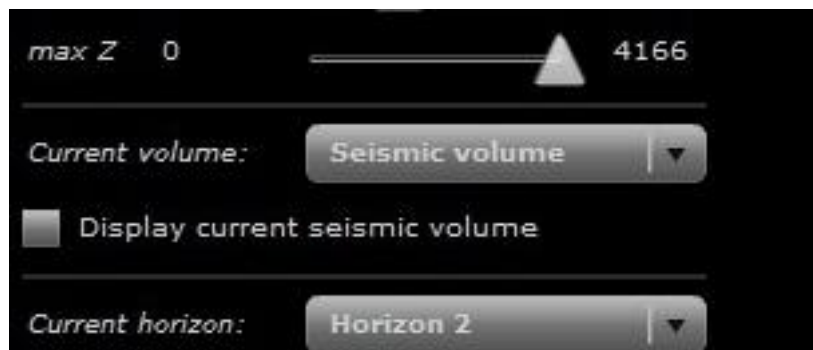 max Z 0 4166
Current volume: Seismic volume
Display current seismic volume
Current horizon: Horizon 2